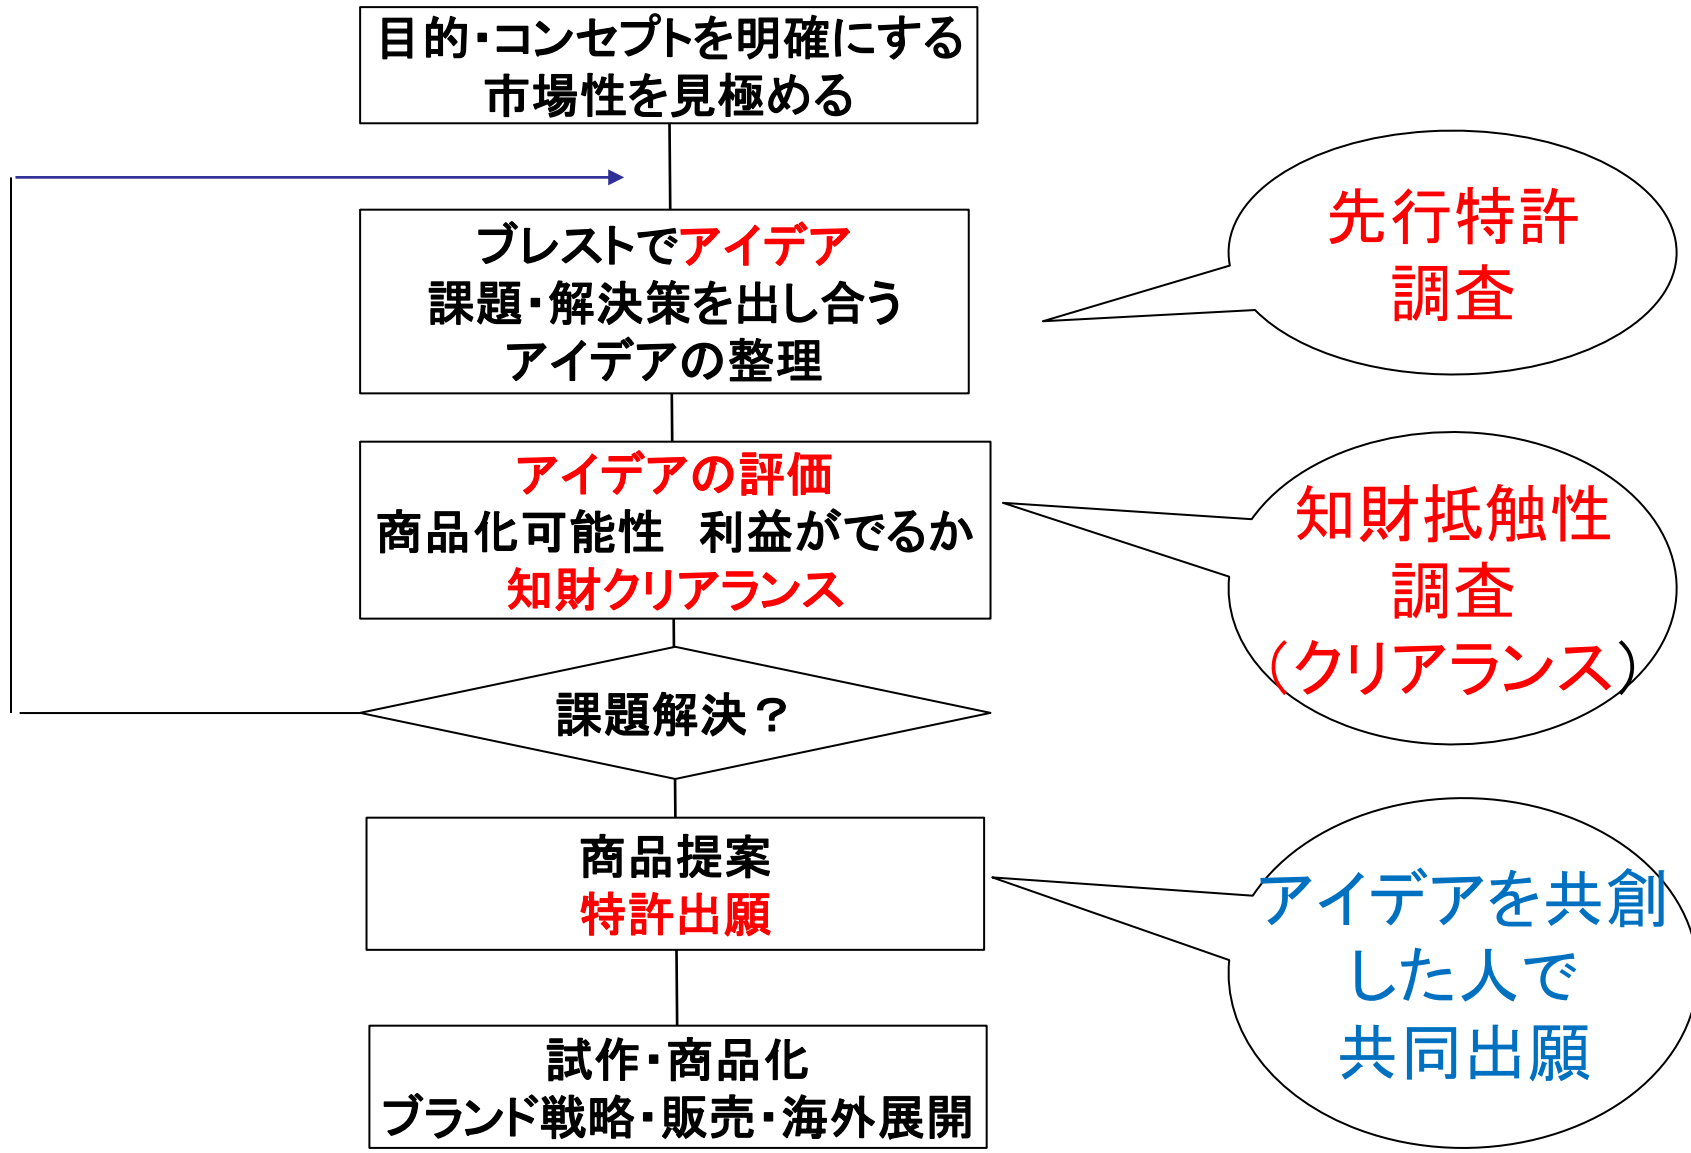 目的・コンセプトを明確にする
市場性を見極める
ブレストでアイデア
課題・解決策を出し合う
アイデアの整理
先行特許
調査
アイデアの評価
商品化可能性　利益がでるか
知財クリアランス
知財抵触性
調査
（クリアランス）
課題解決？
商品提案
特許出願
アイデアを共創
した人で
共同出願
試作・商品化
ブランド戦略・販売・海外展開